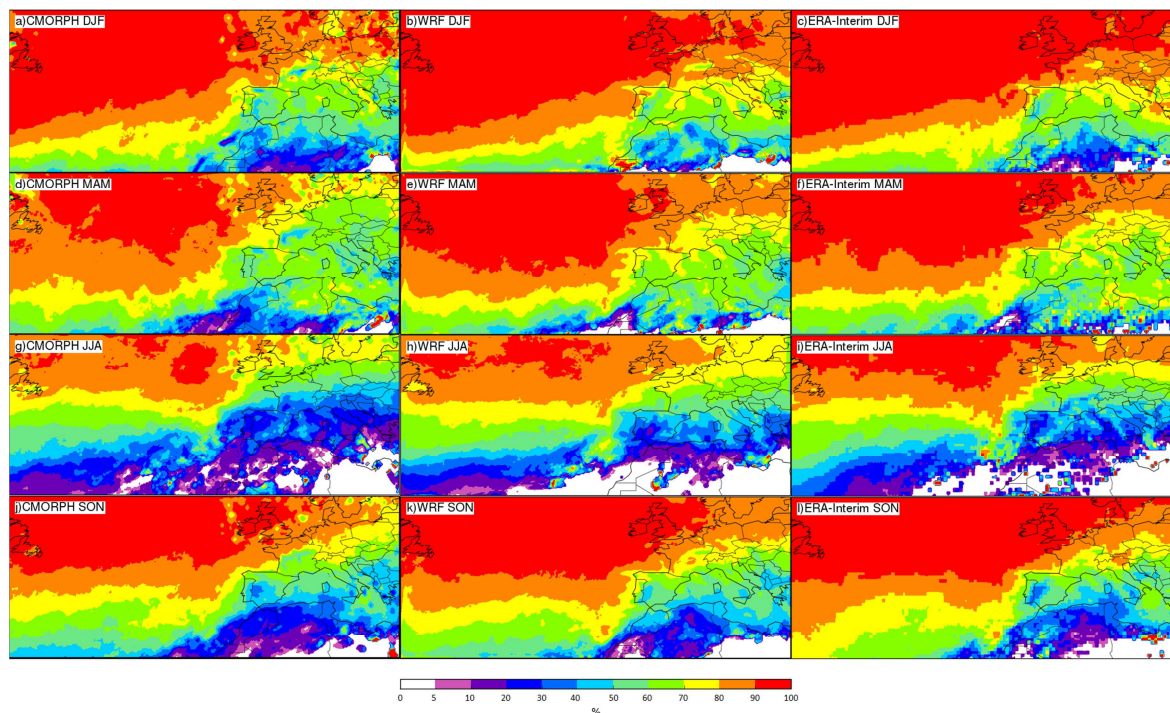 a)CMORPH DJF
b)WRF DJF
c)ERA-Interim DJF
d)CMORPH MAM
e)WRF MAM
f)ERA-Interim MAM
g)CMORPH JJA
h)WRF JJA
i)ERA-Interim JJA
j)CMORPH SON
k)WRF SON
l)ERA-Interim SON
0 5 10 20 30 40 50 60 70 80 90 100
%